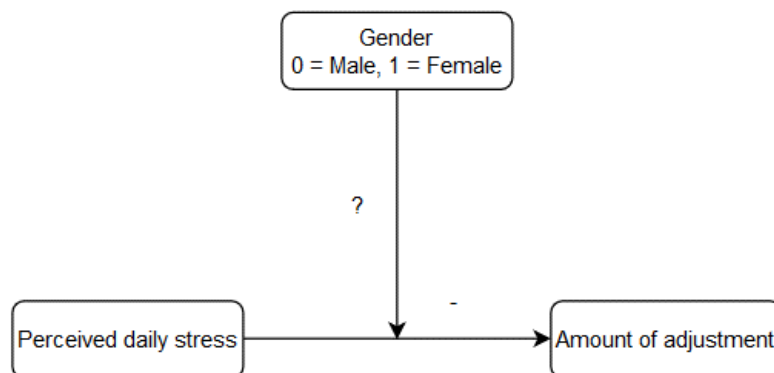 Gender
0 = Male, 1 = Female
?
-
Perceived daily stress
Amount of adjustment